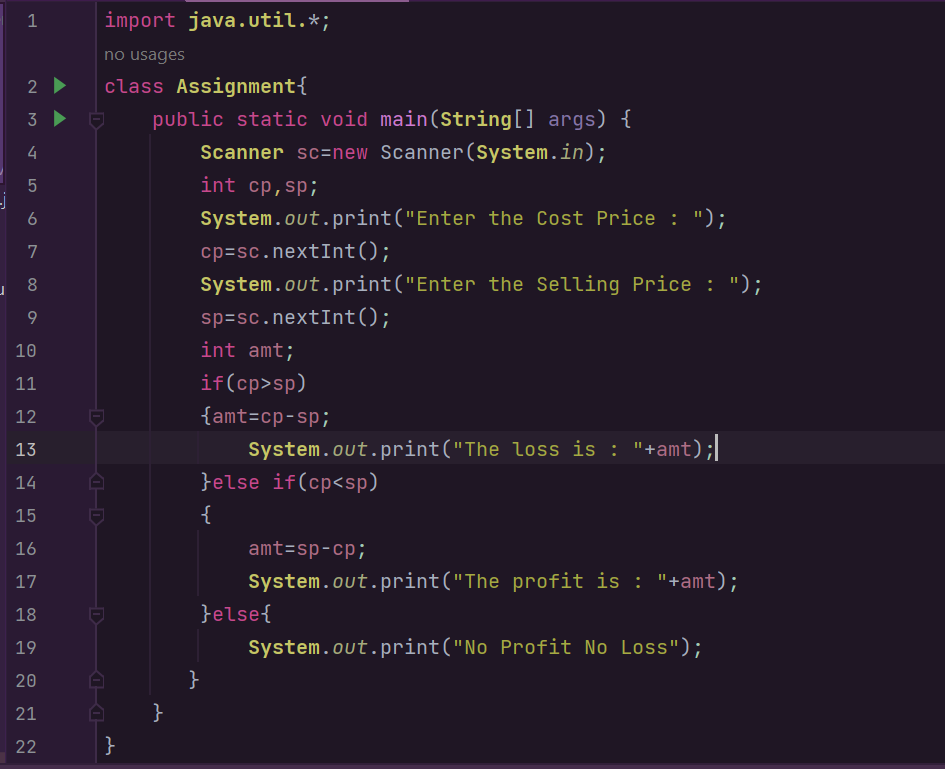 1 import java.util.*;
no usages
2 class Assignment{
3     public static void main(String[] args) {
4         Scanner sc=new Scanner(System.in);
5         int cp,sp;
6         System.out.print("Enter the Cost Price : ");
7         cp=sc.nextInt();
8         System.out.print("Enter the Selling Price : ");
9         sp=sc.nextInt();
10         int amt;
11         if(cp>sp)
12         {amt=cp-sp;
13             System.out.print("The loss is : "+amt);
14         }else if(cp<sp)
15         {
16             amt=sp-cp;
17             System.out.print("The profit is : "+amt);
18         }else{
19             System.out.print("No Profit No Loss");
20        }
21     }
22 }